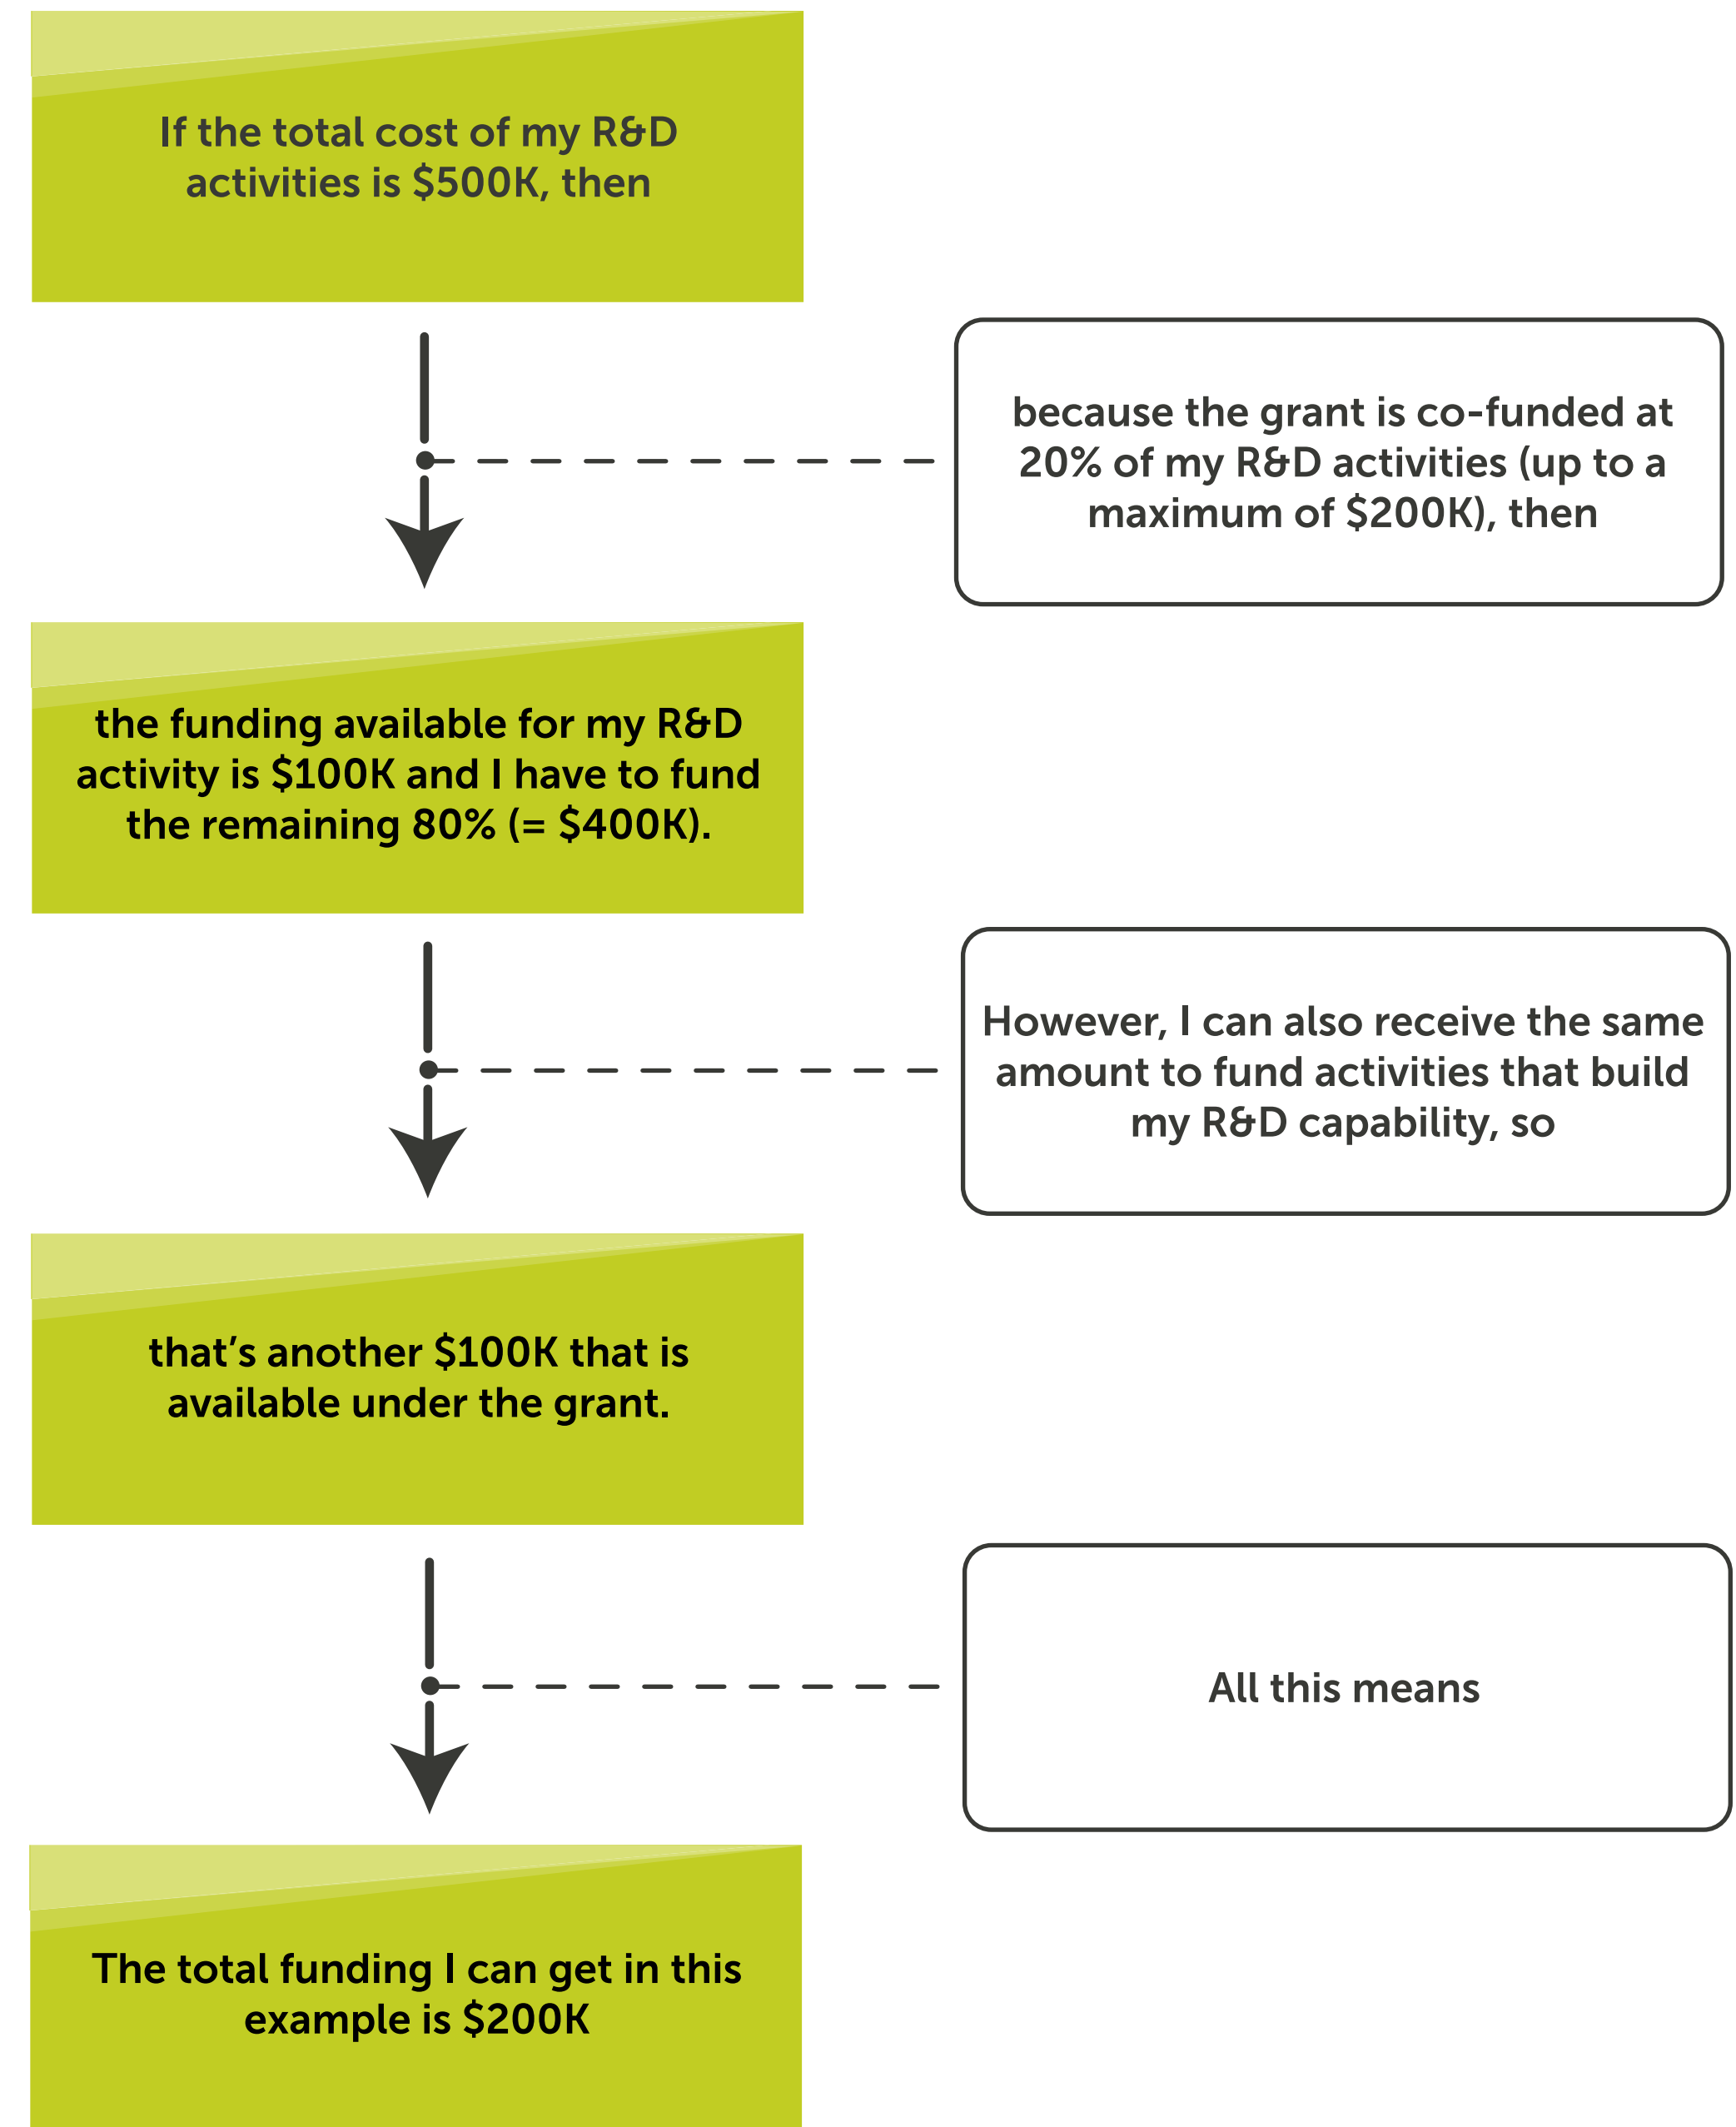 If the total cost of my R&D
activities is $500K, then
because the grant is co-funded at
20% of my R&D activities (up to a
maximum of $200K), then
the funding available for my R&D
activity is $100K and I have to fund
the remaining 80% (= $400K).
However, I can also receive the same
amount to fund activities that build
my R&D capability, so
that’s another $100K that is
available under the grant.
All this means
The total funding I can get in this
example is $200K